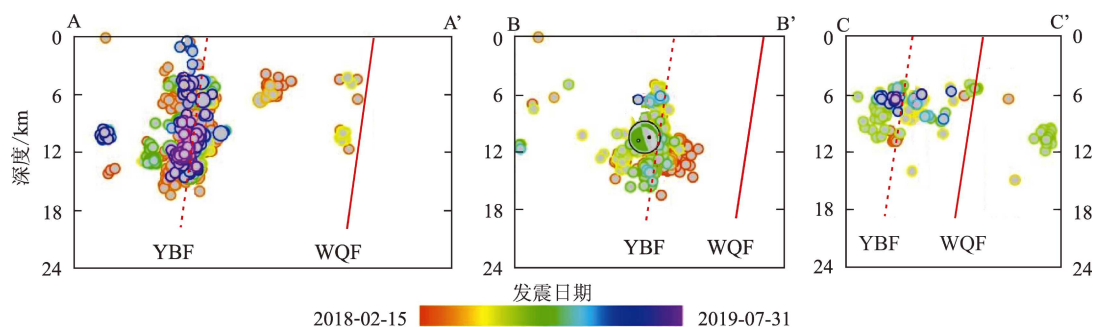 A A' B B' C C'
0 0 0 0
6 6 6 6
12 12 12 12
18 18 18 18
24 24 24 24
深度/km
YBF WQF YBF WQF YBF WQF
发震日期
2018-02-15 2019-07-31